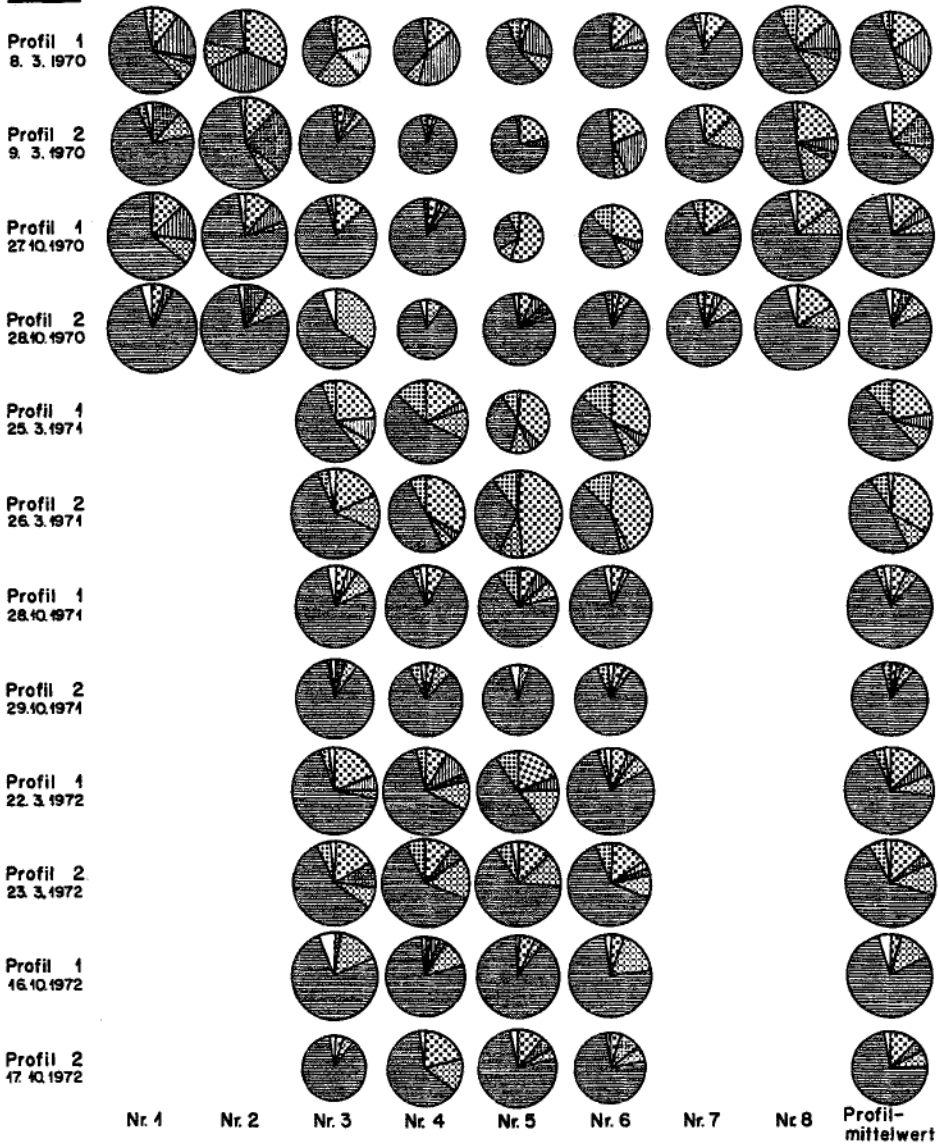 Profil 1
8. 3. 1970
Profil 2
9. 3. 1970
Profil 1
27.10.1970
Profil 2
28.10.1970
Profil 1
25. 3.1971
Profil 2
26. 3.1971
Profil 1
28.10.1971
Profil 2
29.10.1971
Profil 1
22. 3.1972
Profil 2
23. 3.1972
Profil 1
16.10.1972
Profil 2
17. 10.1972
Nr. 1 Nr. 2 Nr. 3 Nr. 4 Nr. 5 Nr. 6 Nr. 7 Nr. 8 Profil-
mittelwert